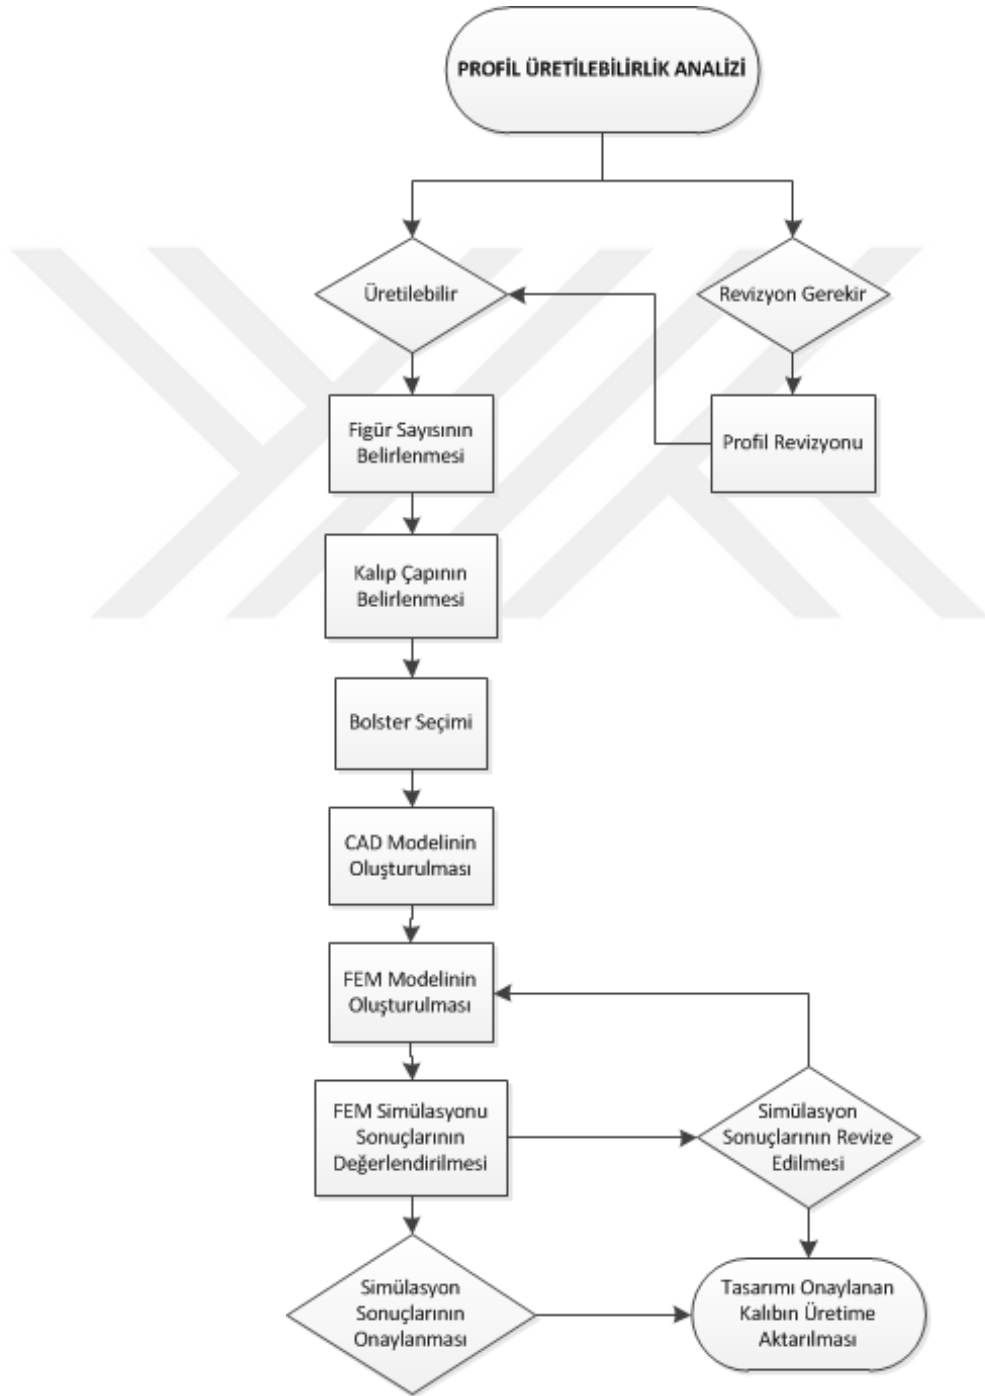 PROFİL ÜRETİLEBİLİRLİK ANALİZİ
Üretilebilir
Revizyon Gerekir
Figür Sayısının
Belirlenmesi
Profil Revizyonu
Kalıp Çapının
Belirlenmesi
Bolster Seçimi
CAD Modelinin
Oluşturulması
FEM Modelinin
Oluşturulması
FEM Simülasyonu
Sonuçlarının
Değerlendirilmesi
Simülasyon
Sonuçlarının Revize
Edilmesi
Simülasyon
Sonuçlarının
Onaylanması
Tasarımı Onaylanan
Kalıbın Üretime
Aktarılması